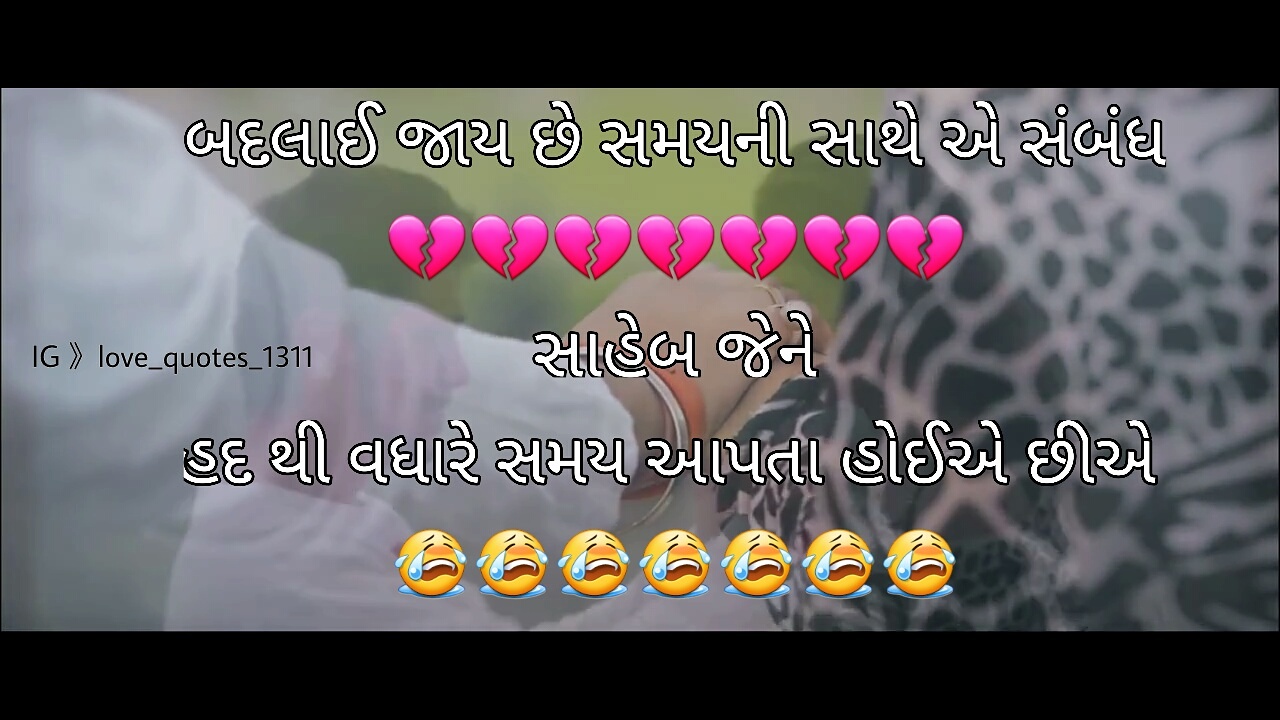 બદલાઈ જાય છે સમયની સાથે એ સંબંધ
💔💔💔💔💔💔💔
સાહેબ જેને
IG 》love_quotes_1311
હદ થી વધારે સમય આપતા હોઈએ છીએ
😭😭😭😭😭😭😭